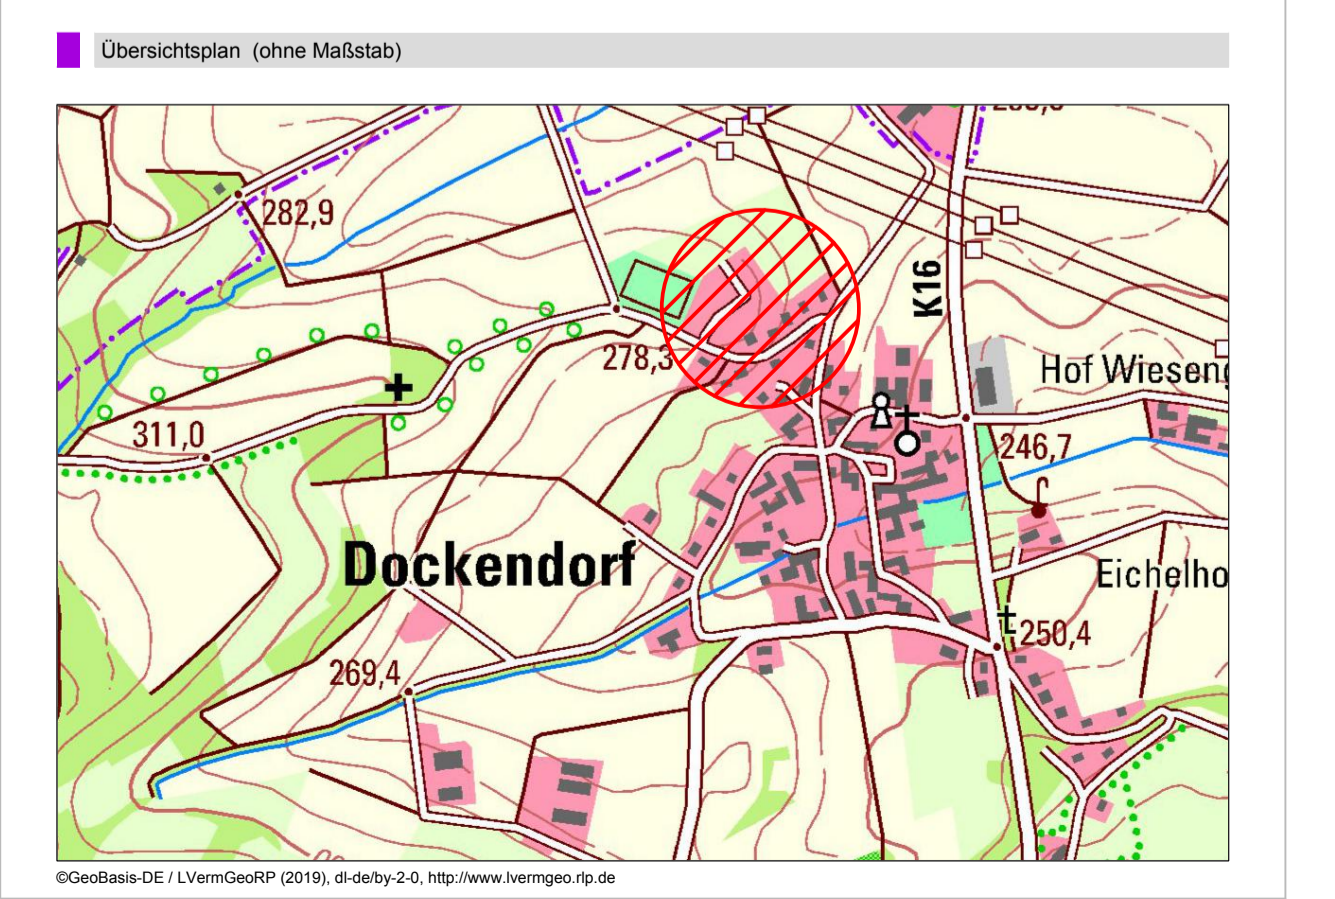 Übersichtsplan (ohne Maßstab)
282,9
K16
278,3
Hof Wieseng
311,0
246,7
Dockendorf
Eichelho
250,4
269,4
©GeoBasis-DE / LVermGeoRP (2019), dl-de/by-2-0, http://www.lvermgeo.rlp.de